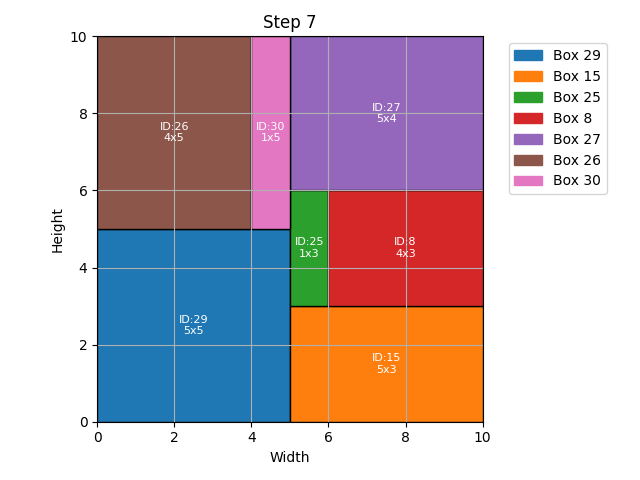 Step 7
Height
10
8
6
4
2
0
0 2 4 6 8 10
Width
ID:26
4x5
ID:30
1x5
ID:27
5x4
ID:25
1x3
ID:8
4x3
ID:29
5x5
ID:15
5x3
Box 29
Box 15
Box 25
Box 8
Box 27
Box 26
Box 30